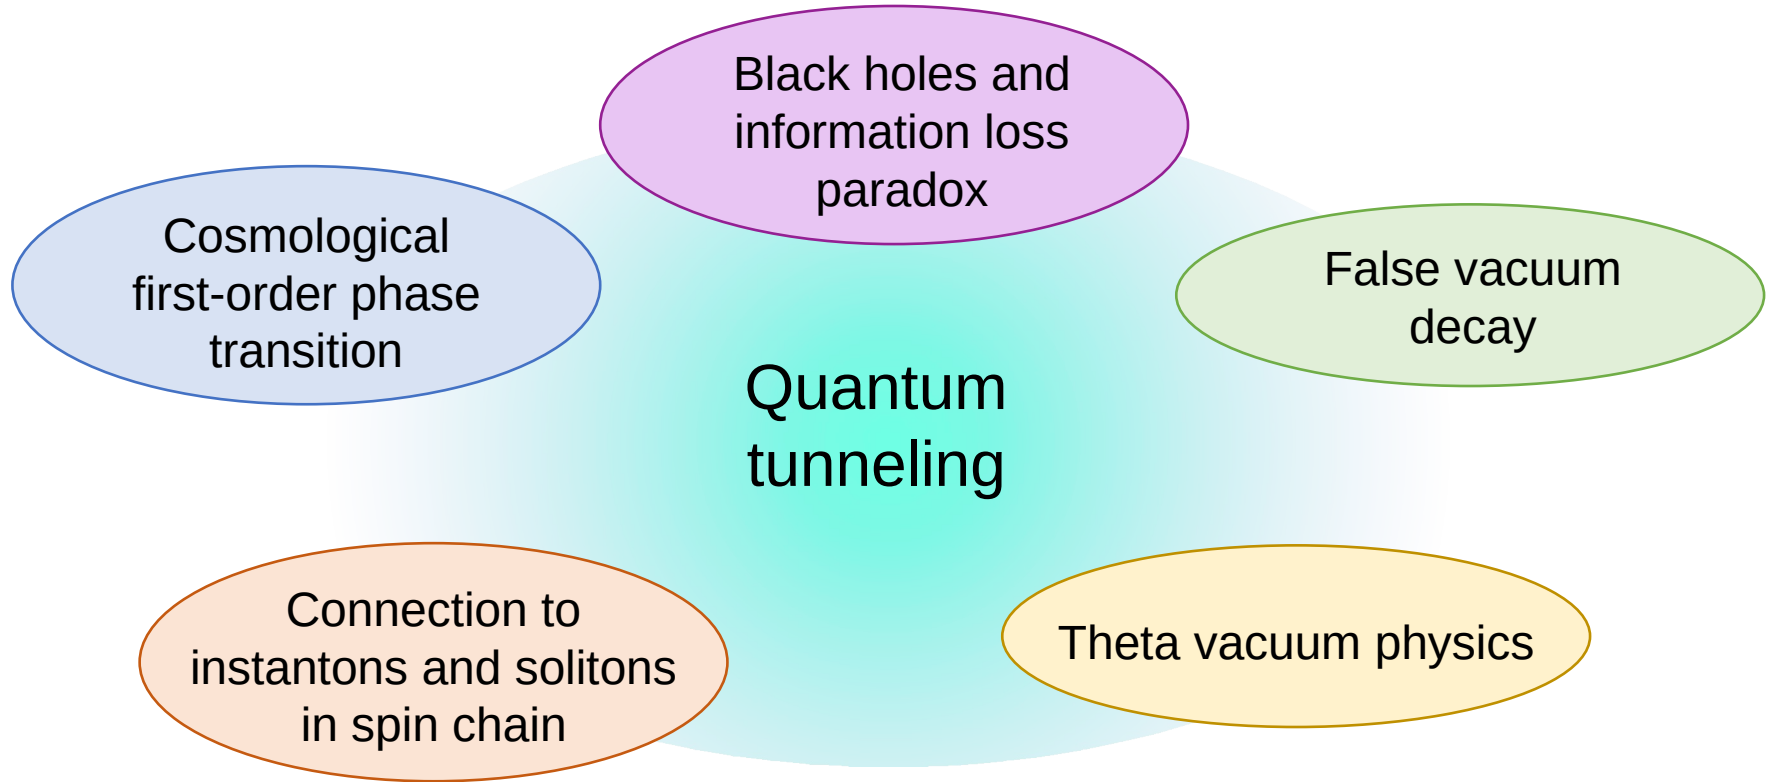 Black holes and
information loss
paradox
Cosmological
first-order phase
transition
False vacuum
decay
Quantum
tunneling
Connection to
instantons and solitons
in spin chain
Theta vacuum physics